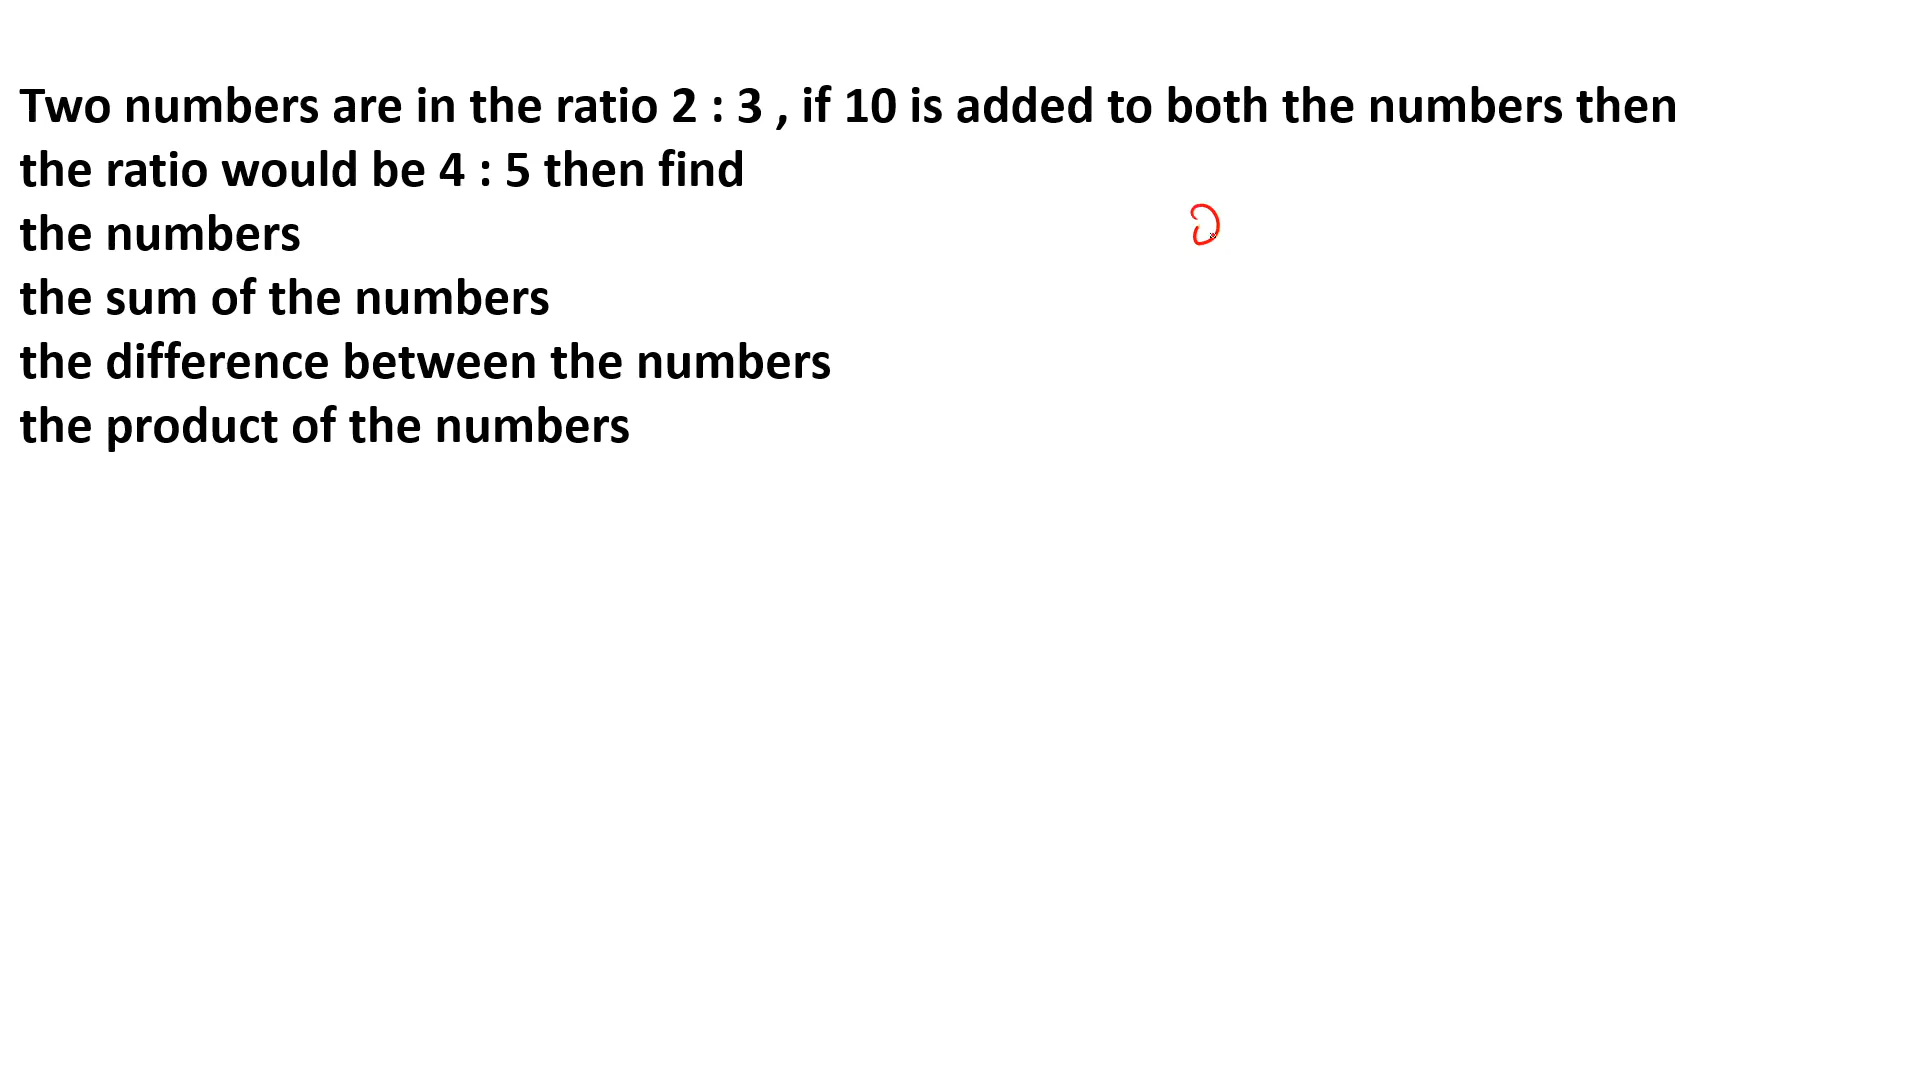 Two numbers are in the ratio 2 : 3 , if 10 is added to both the numbers then
the ratio would be 4 : 5 then find
the numbers
the sum of the numbers
the difference between the numbers
the product of the numbers